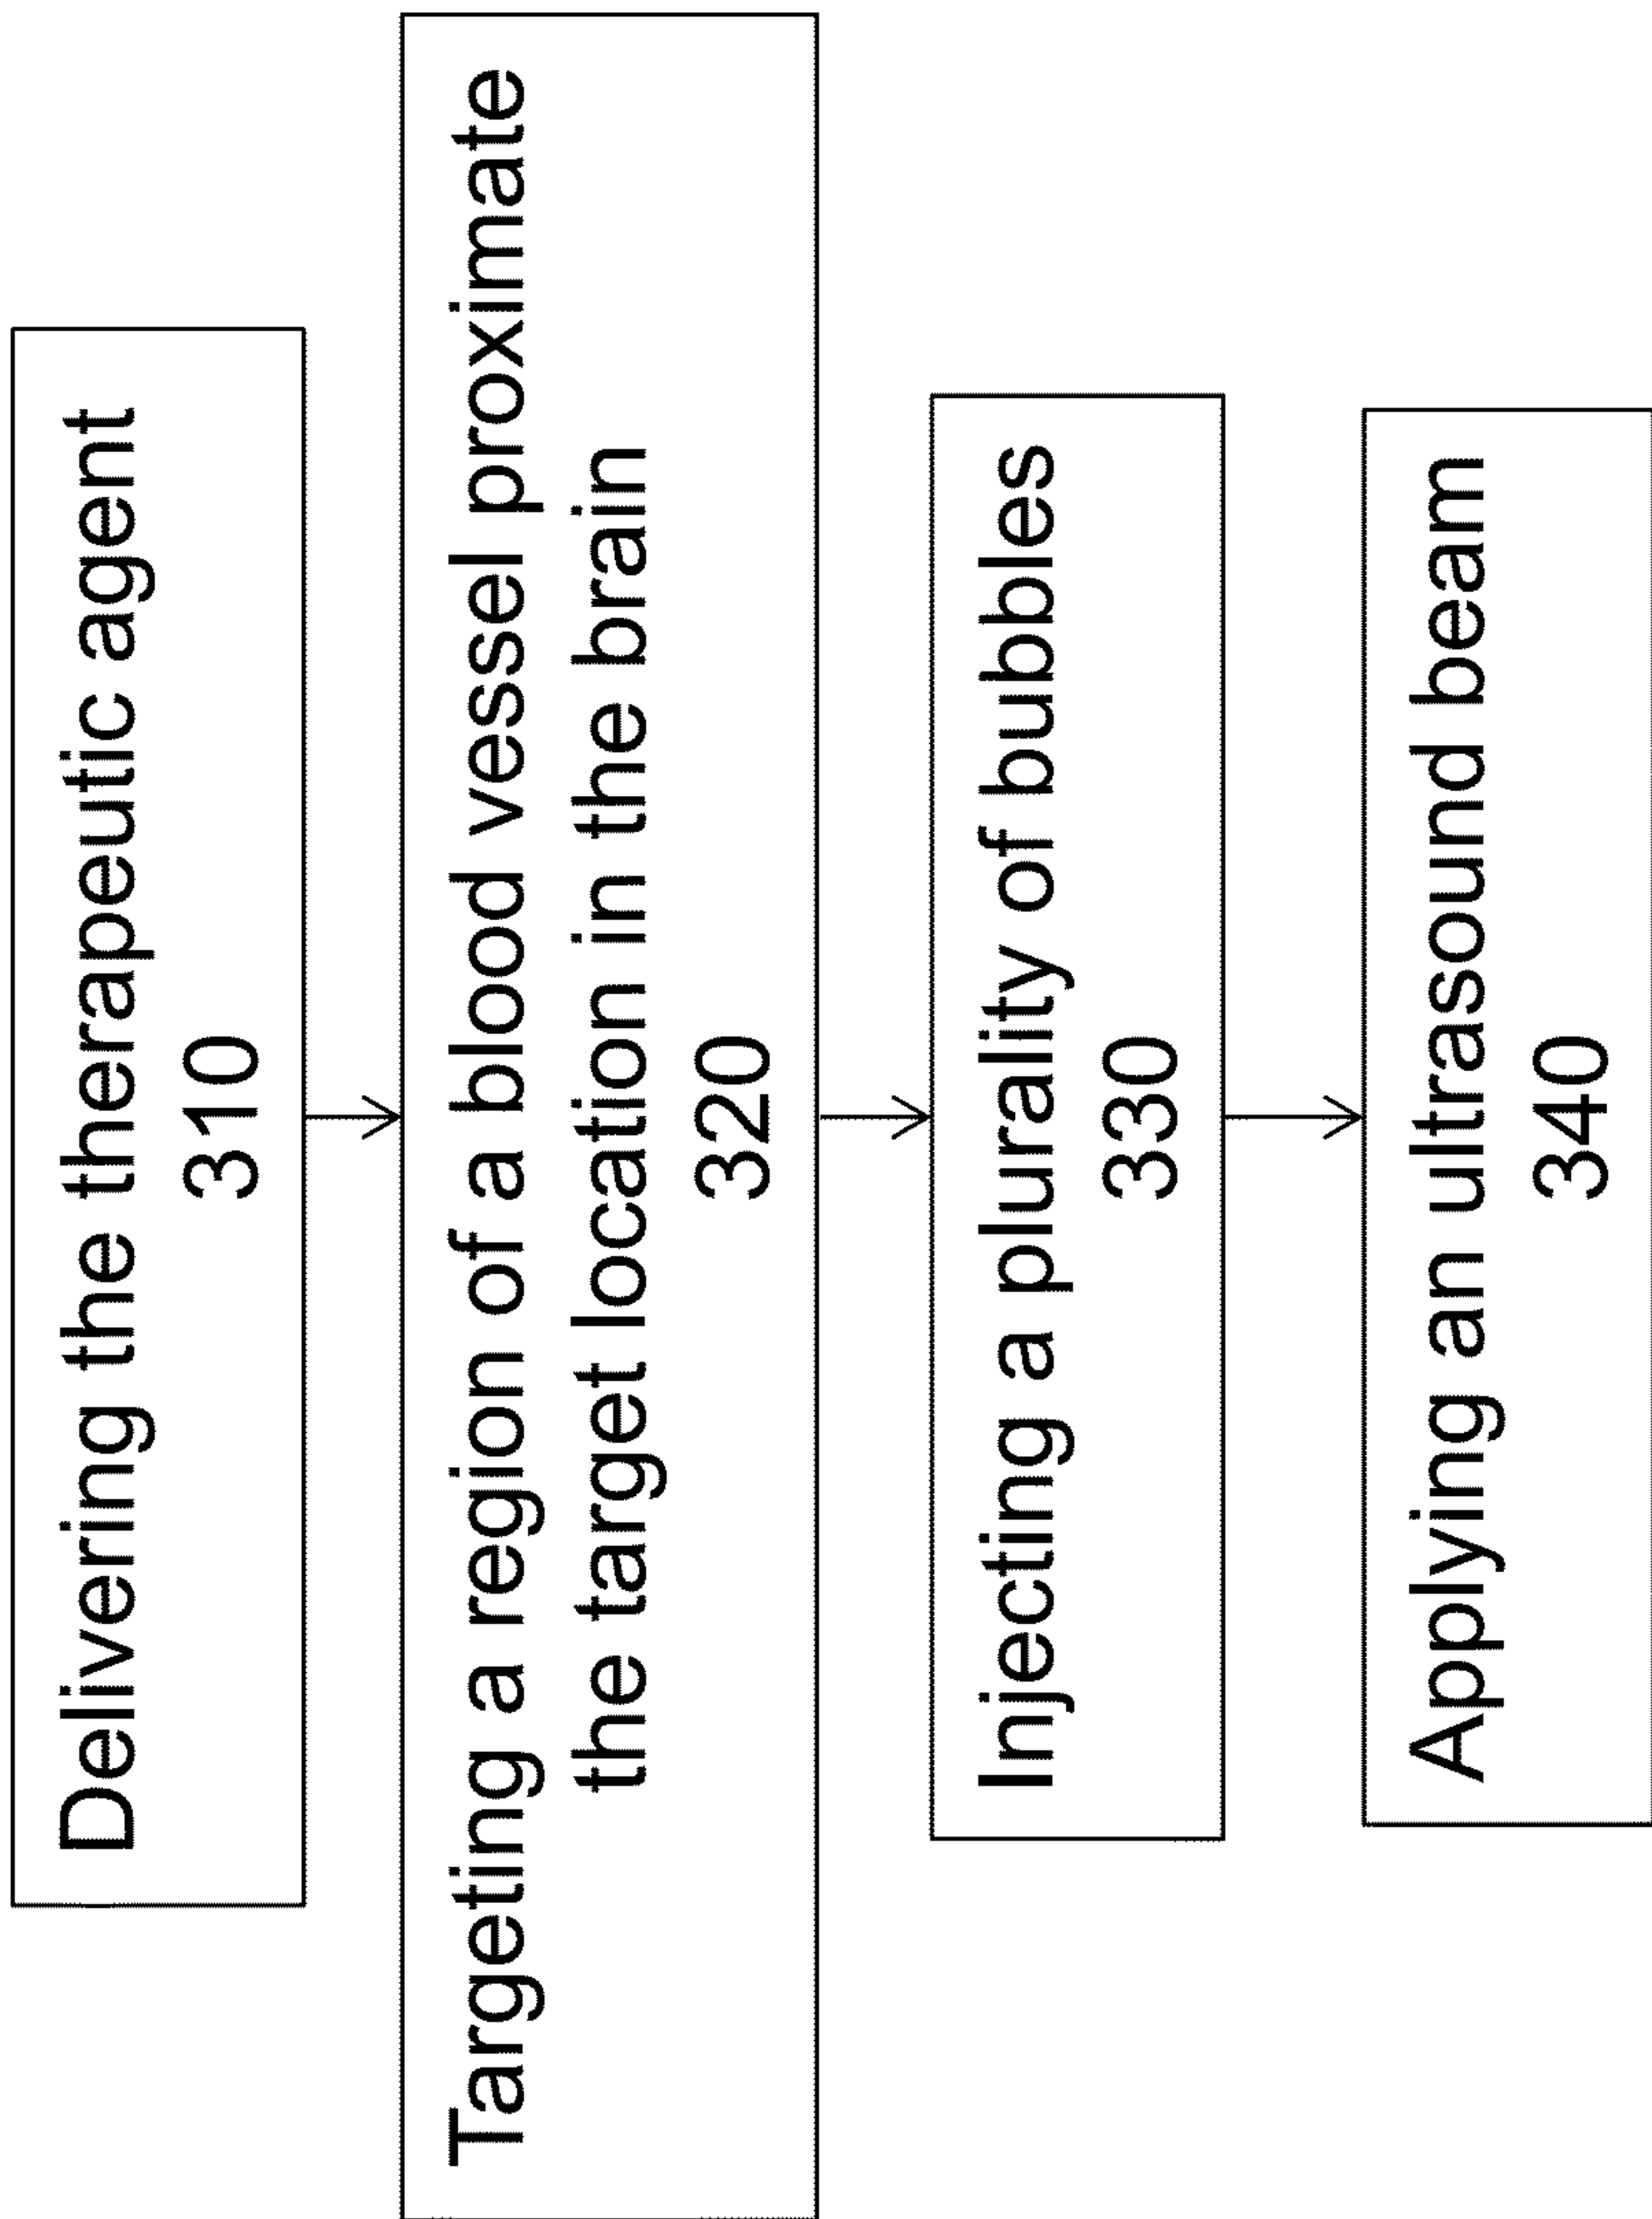 Delivering the therapeutic agent
310
Targeting a region of a blood vessel proximate
the target location in the brain
320
Injecting a plurality of bubbles
330
Applying an ultrasound beam
340